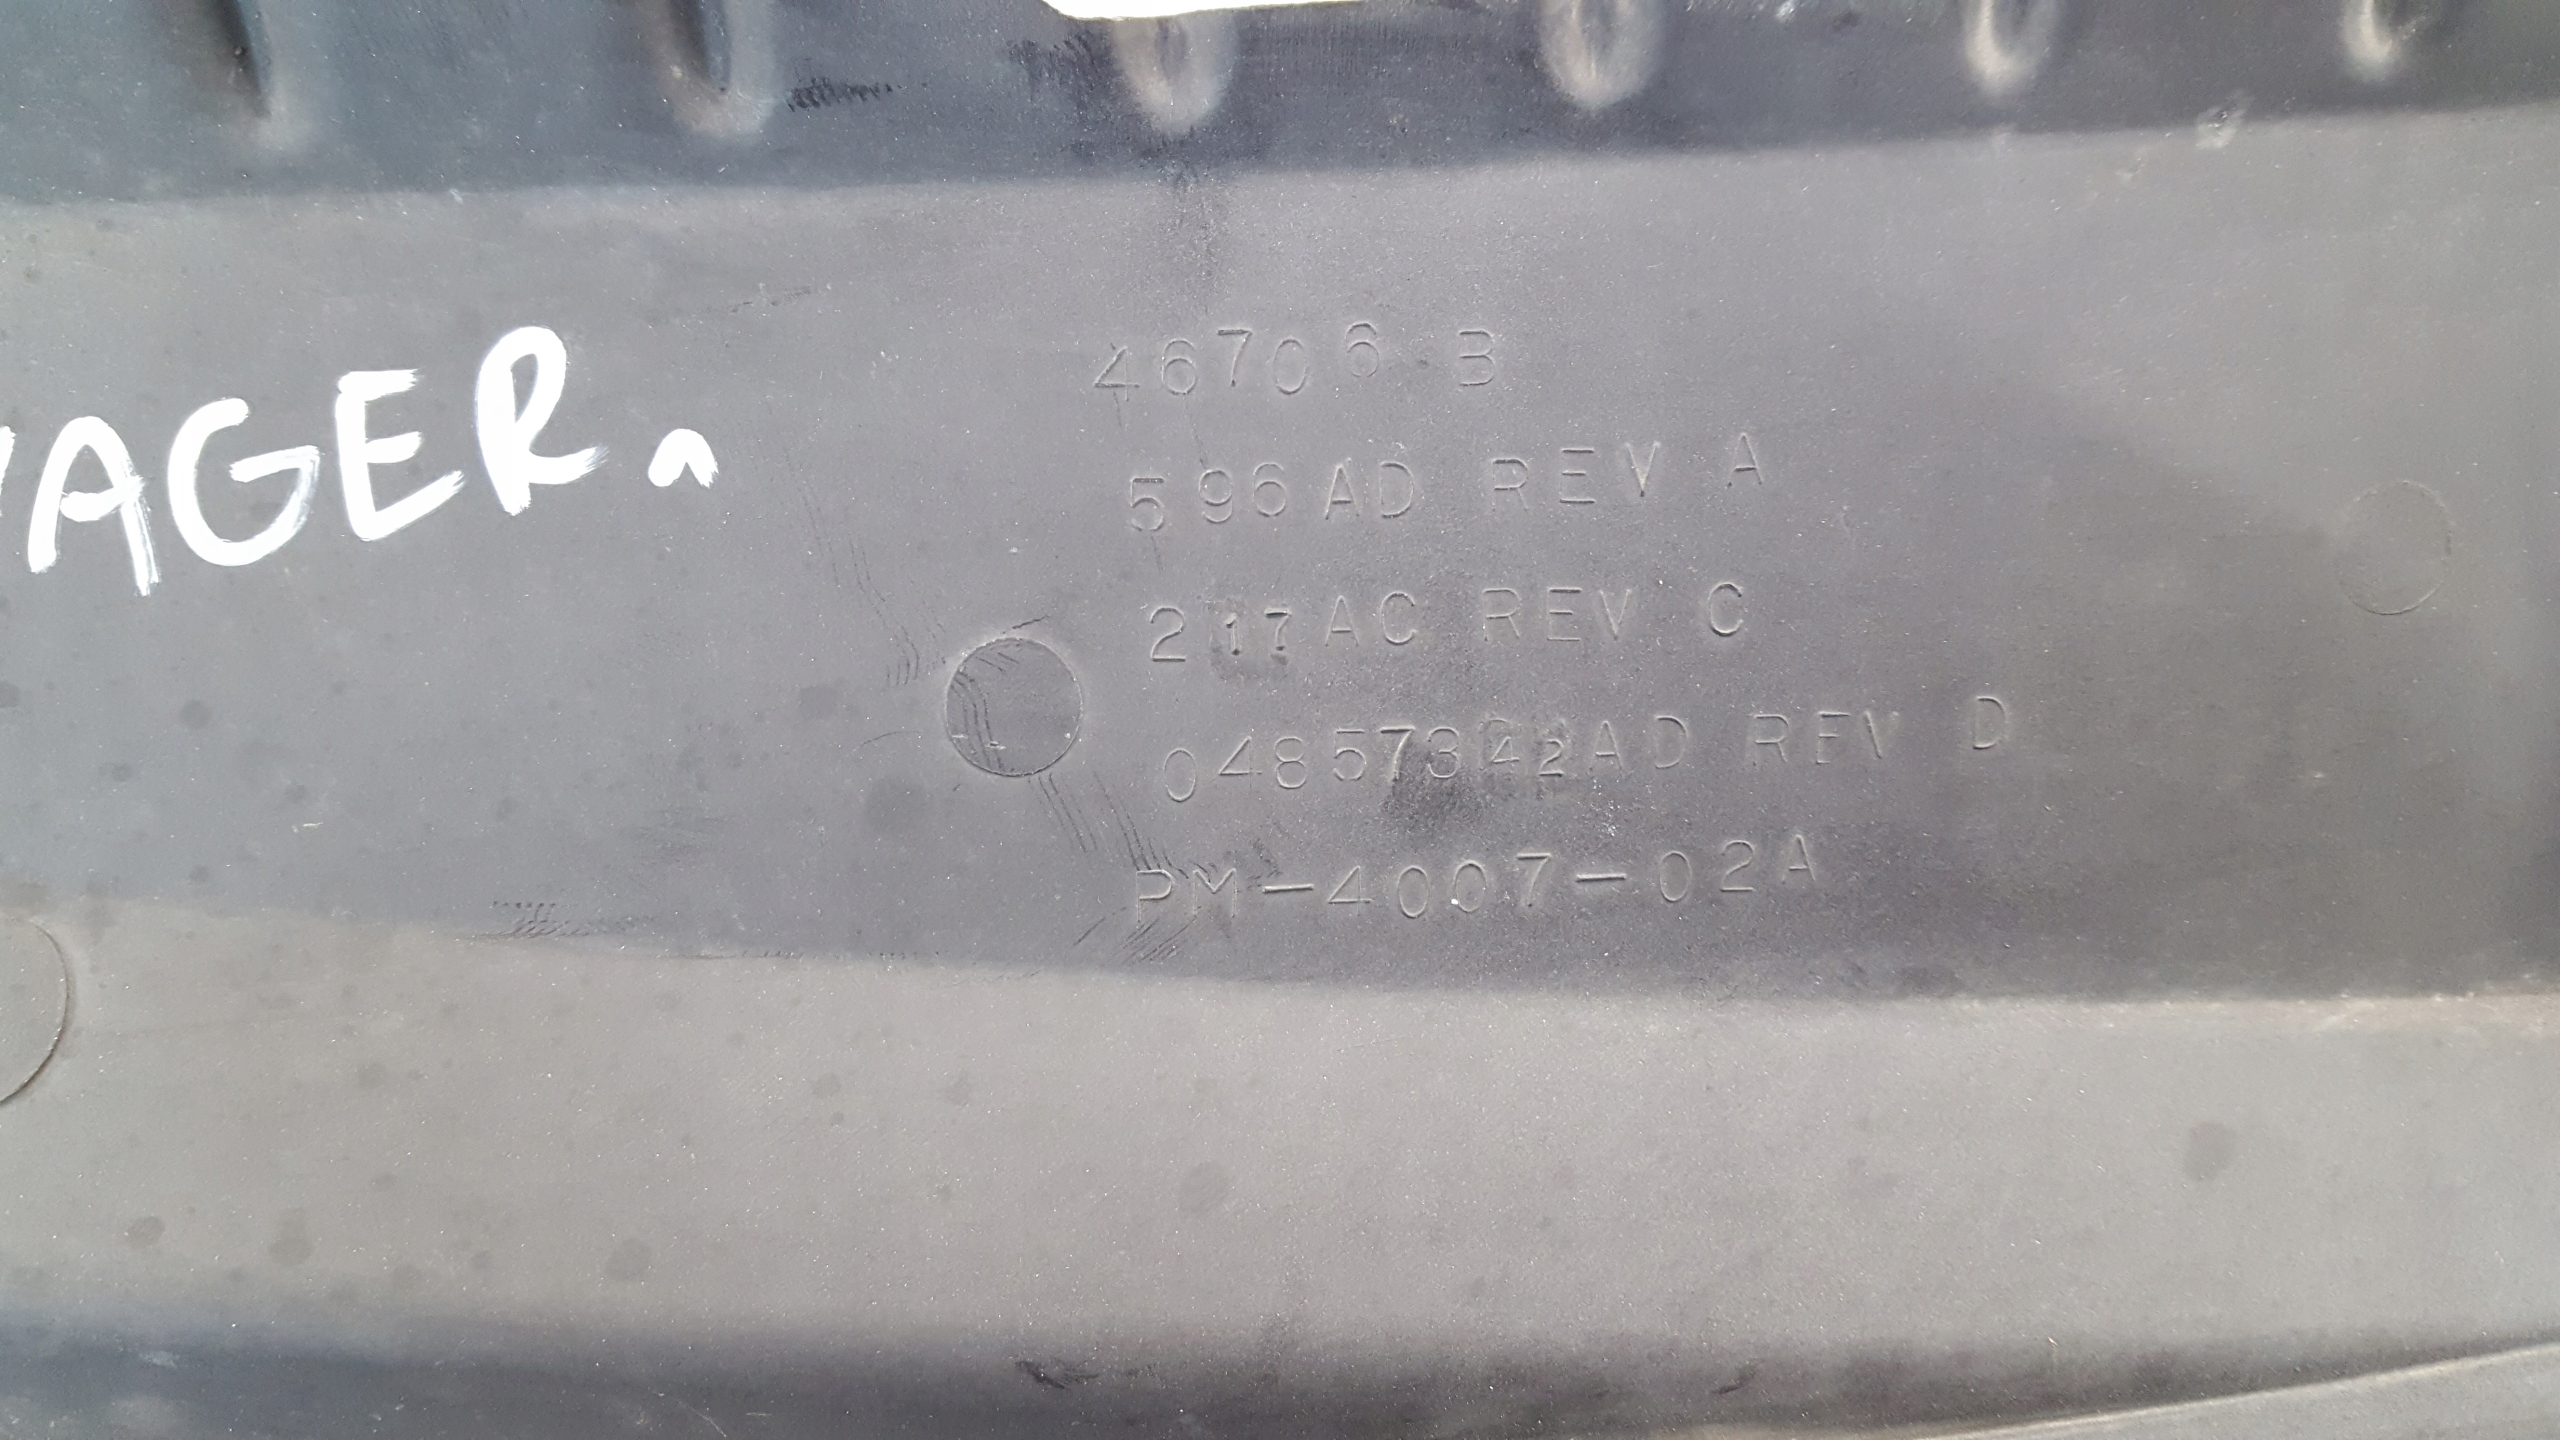 AGER.
46706 B
596AD REV A
217AC REV C
04857342AD REV D
PM-4007-02A